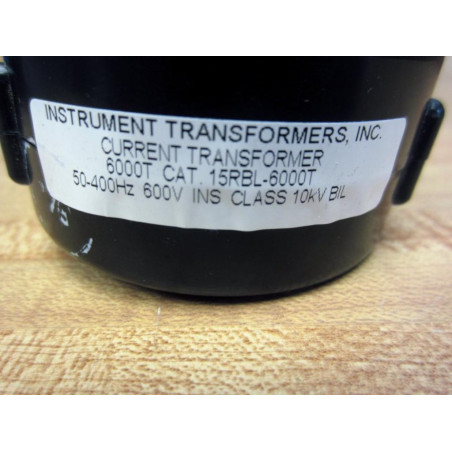 INSTRUMENT TRANSFORMERS, INC.
CURRENT TRANSFORMER
6000T CAT. 15RBL-6000T
50-400Hz 600V INS CLASS 10kV BIL